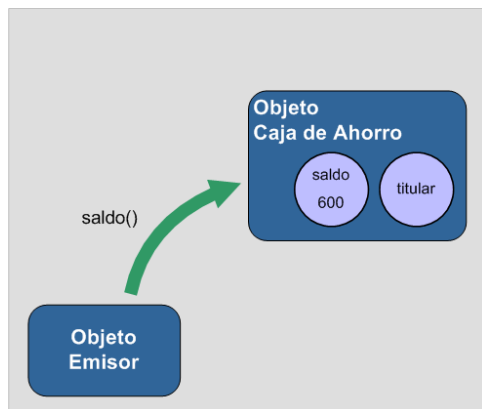 Objeto
Caja de Ahorro
saldo
600
titular
saldo()
Objeto
Emisor